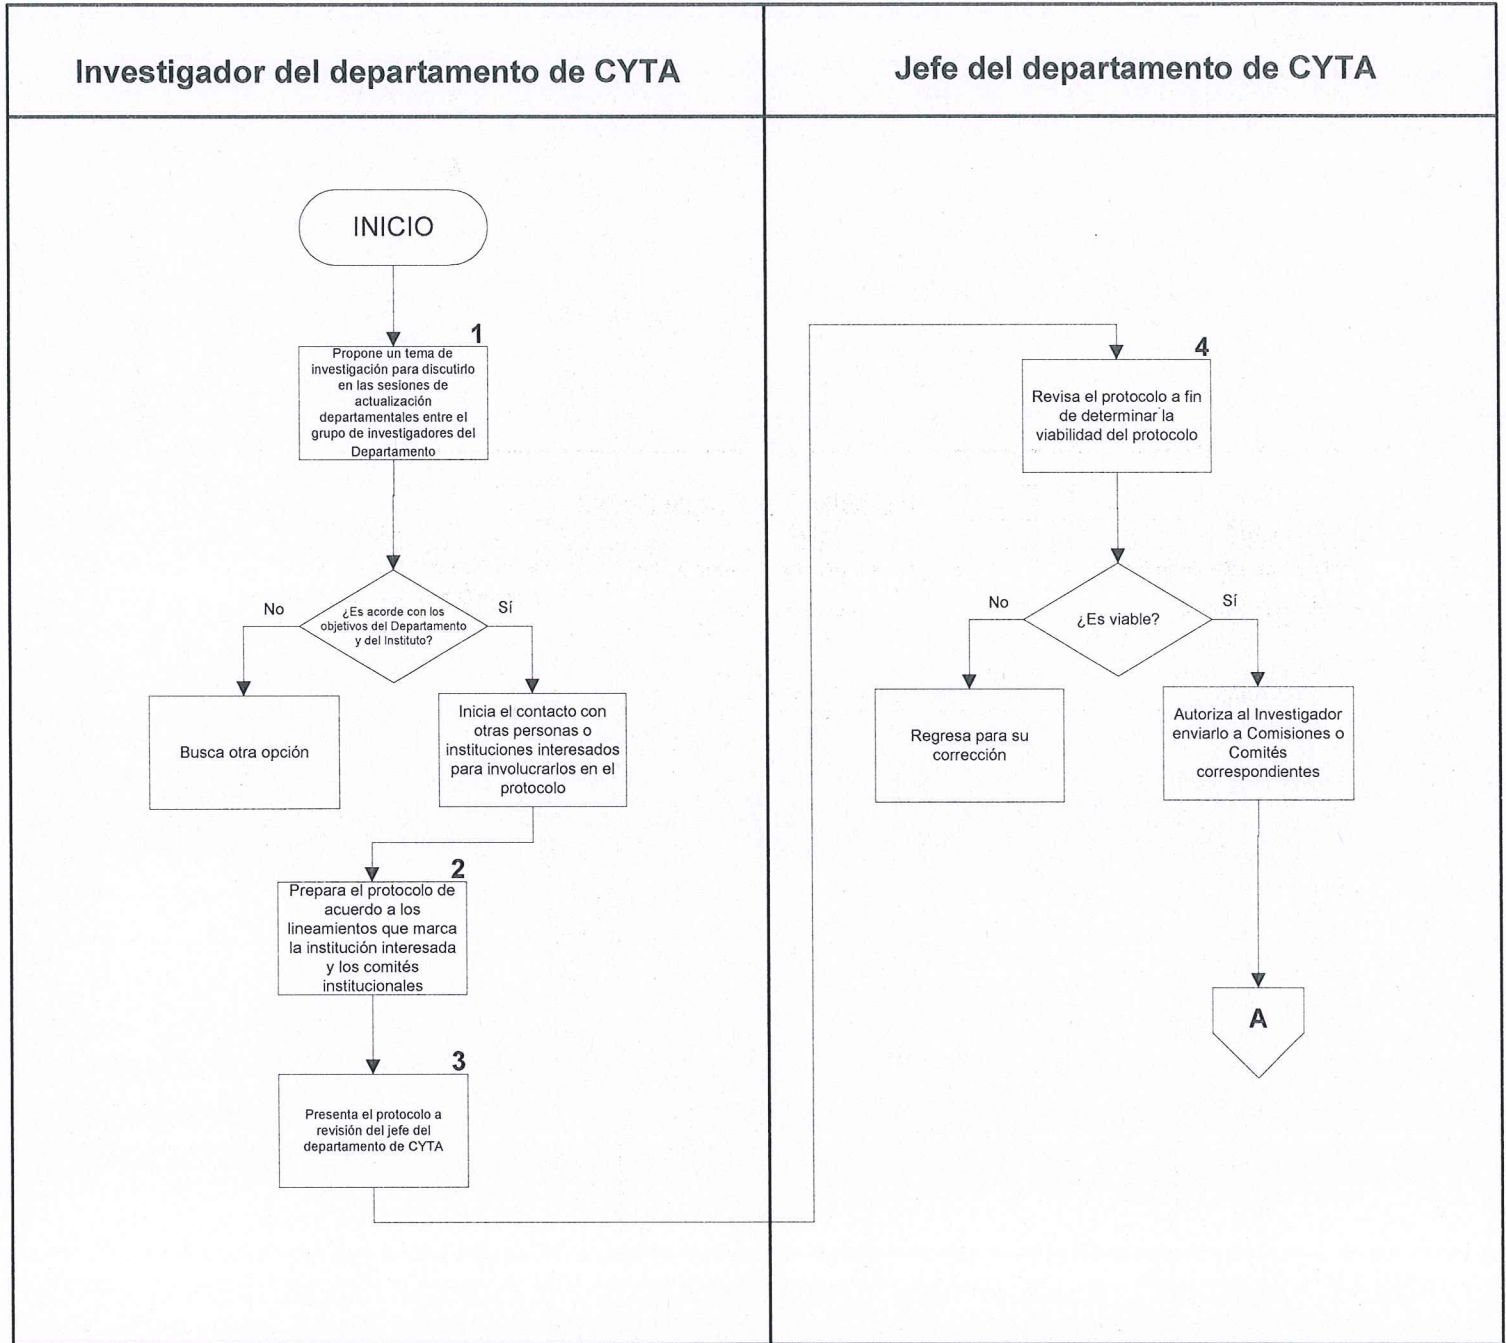 Investigador del departamento de CYTA
Jefe del departamento de CYTA
INICIO
1
Propone un tema de
investigación para discutirlo
en las sesiones de
actualización
departamentales entre el
grupo de investigadores del
Departamento
¿Es acorde con los
objetivos del Departamento
y del Instituto?
No
Sí
Busca otra opción
Inicia el contacto con
otras personas o
instituciones interesados
para involucrarlos en el
protocolo
2
Prepara el protocolo de
acuerdo a los
lineamientos que marca
la institución interesada
y los comités
institucionales
3
Presenta el protocolo a
revisión del jefe del
departamento de CYTA
4
Revisa el protocolo a fin
de determinar la
viabilidad del protocolo
¿Es viable?
No
Sí
Regresa para su
corrección
Autoriza al Investigador
enviarlo a Comisiones o
Comités
correspondientes
A